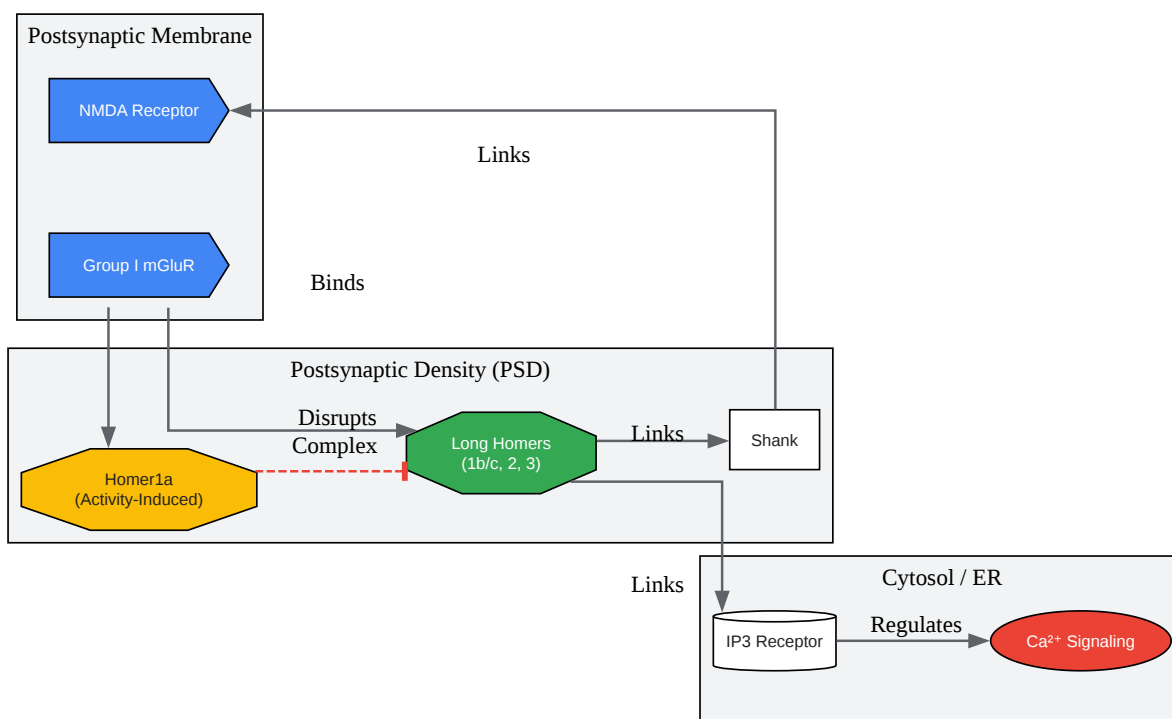 Postsynaptic Membrane
NMDA Receptor
Links
Group I mGluR
Binds
Postsynaptic Density (PSD)
Disrupts
Complex
Long Homers
(1b/c, 2, 3)
Links
Shank
Homer1a
(Activity-Induced)
Links
Cytosol / ER
IP3 Receptor
Regulates
Ca²⁺ Signaling